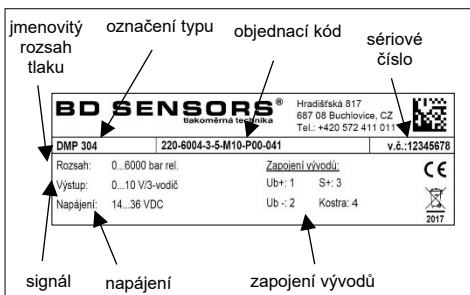 jmenovitý rozsah tlaku
označení typu
objednací kód
sériové číslo
BD SENSORS®
tlakoměrná technika
Hradišťská 817
687 08 Buchlovice, CZ
Tel.: +420 572 411 011
DMP 304 220-6004-3-5-M10-P00-041 v.č.:12345678
Rozsah: 0...6000 bar rel. Zapojení vývodů:
Výstup: 0...10 V/3-vodič Ub+: 1 S+: 3
Napájení: 14...36 VDC Ub -: 2 Kostra: 4
CE
2017
signál
napájení
zapojení vývodů